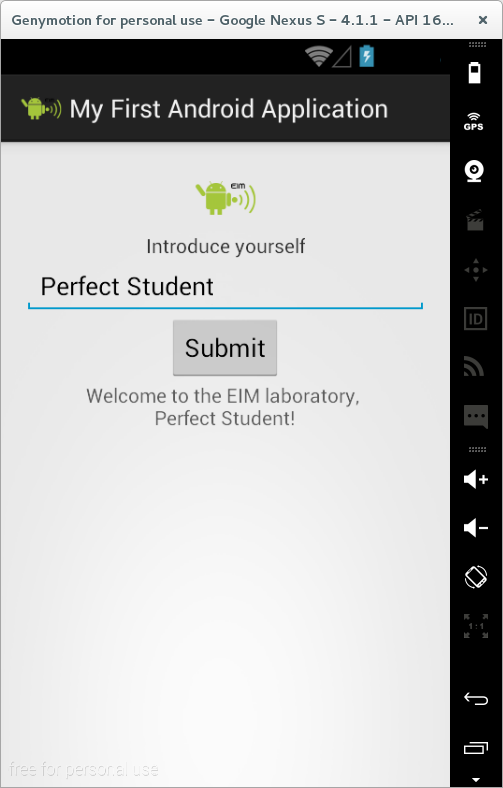 Genymotion for personal use – Google Nexus S – 4.1.1 – API 16...
My First Android Application
GPS
EIM
Introduce yourself
Perfect Student
ID
Submit
Welcome to the EIM laboratory,
Perfect Student!
1:1
free for personal use